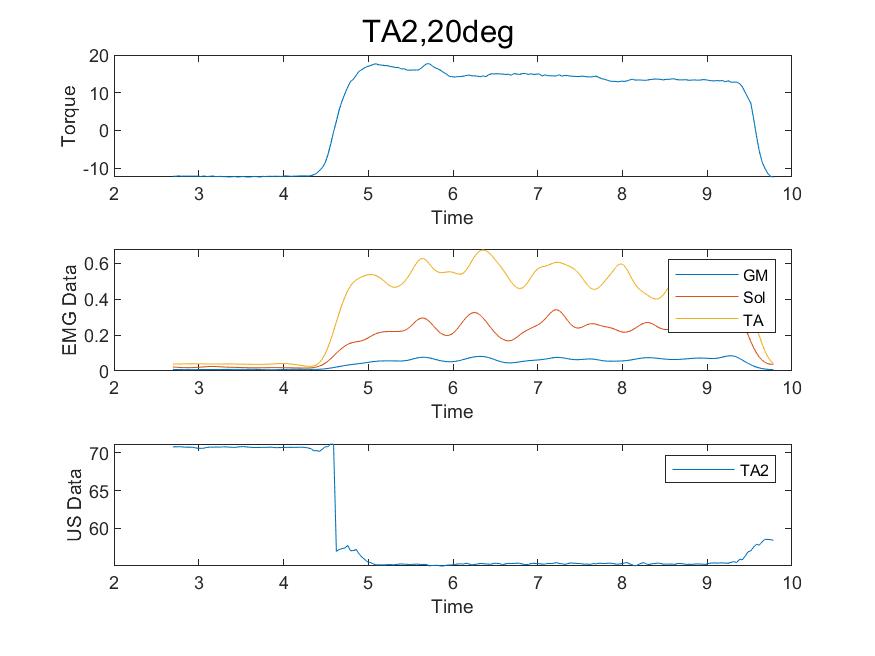 TA2,20deg
20
10
0
-10
Torque
2 3 4 5 6 7 8 9 10
Time
0.6
0.4
0.2
0
EMG Data
GM
Sol
TA
2 3 4 5 6 7 8 9 10
Time
70
65
60
US Data
TA2
2 3 4 5 6 7 8 9 10
Time